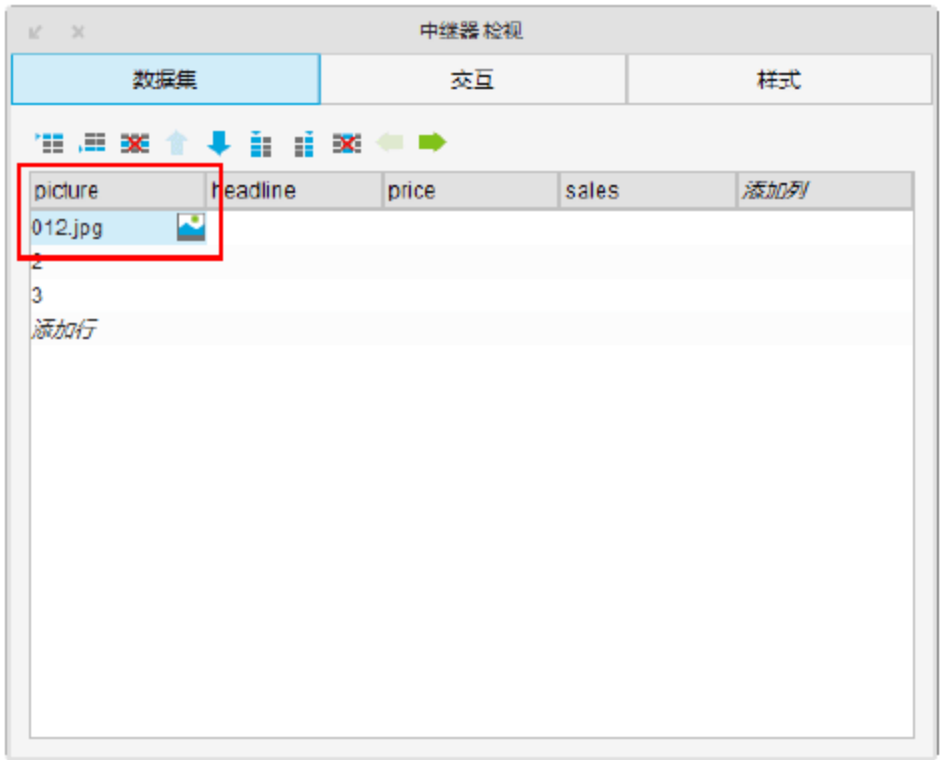 中继器 检视
数据集 交互 样式
picture headline price sales 添加列
012.jpg
2
3
添加行